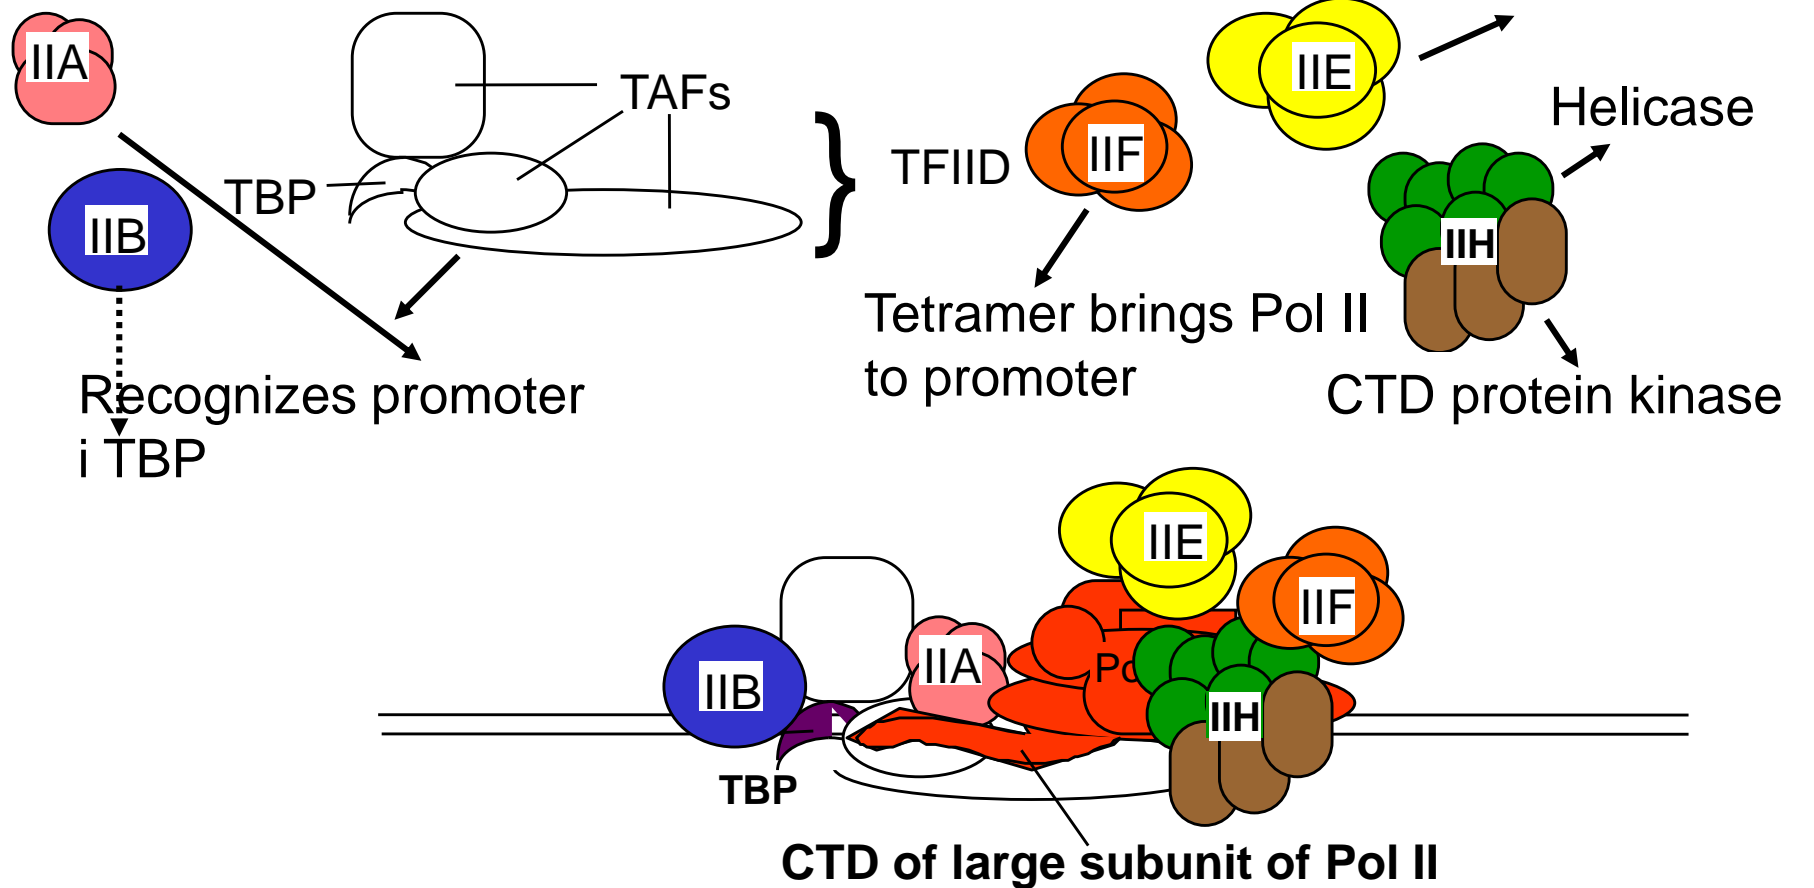 IIA
TAFs
IIE
Helicase
IIF
TFIID
TBP
IIB
IIH
Tetramer brings Pol II
to promoter
Recognizes promoter
i TBP
CTD protein kinase
IIE
IIF
IIA
Po
IIB
IIH
TBP
CTD of large subunit of Pol II